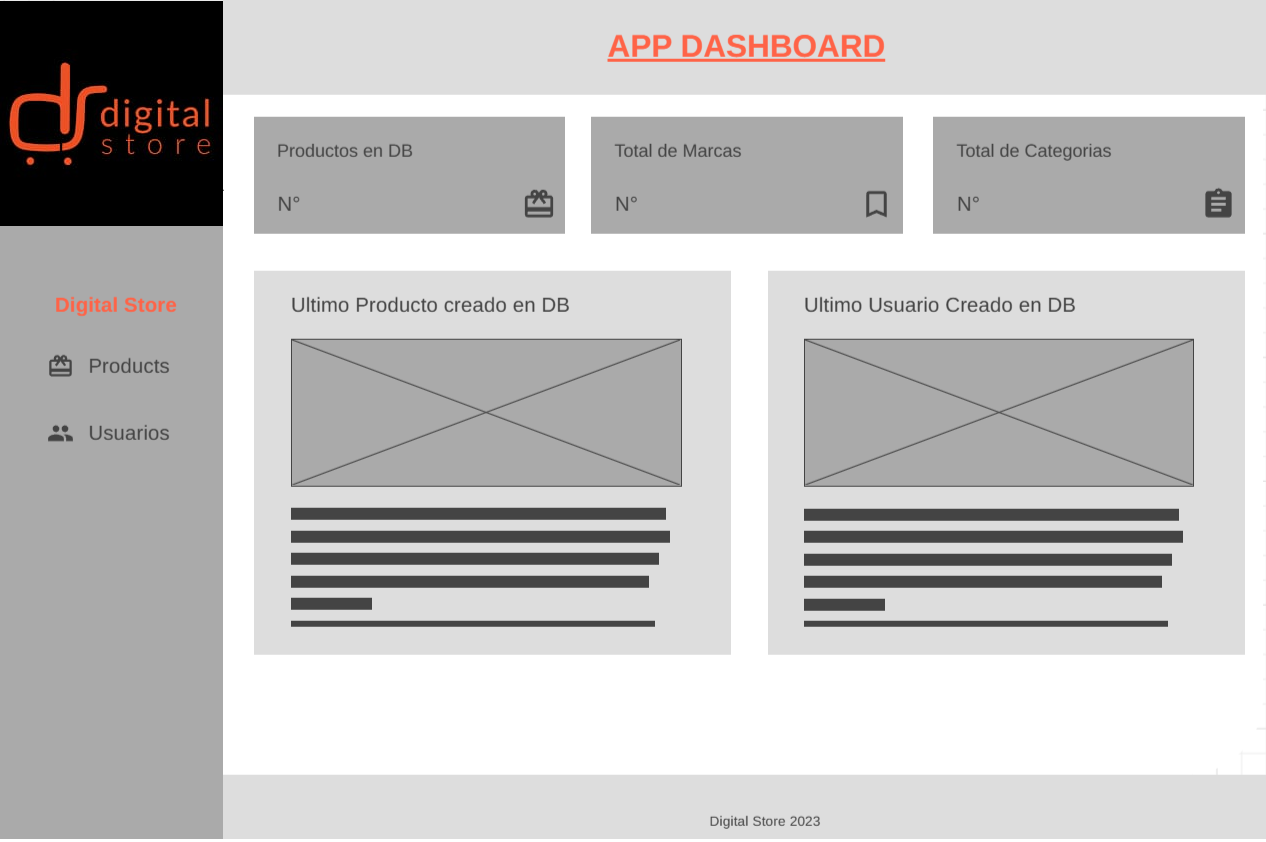 digital
store
APP DASHBOARD
Productos en DB
N°
Total de Marcas
N°
Total de Categorias
N°
Digital Store
Products
Usuarios
Ultimo Producto creado en DB
Ultimo Usuario Creado en DB
Digital Store 2023